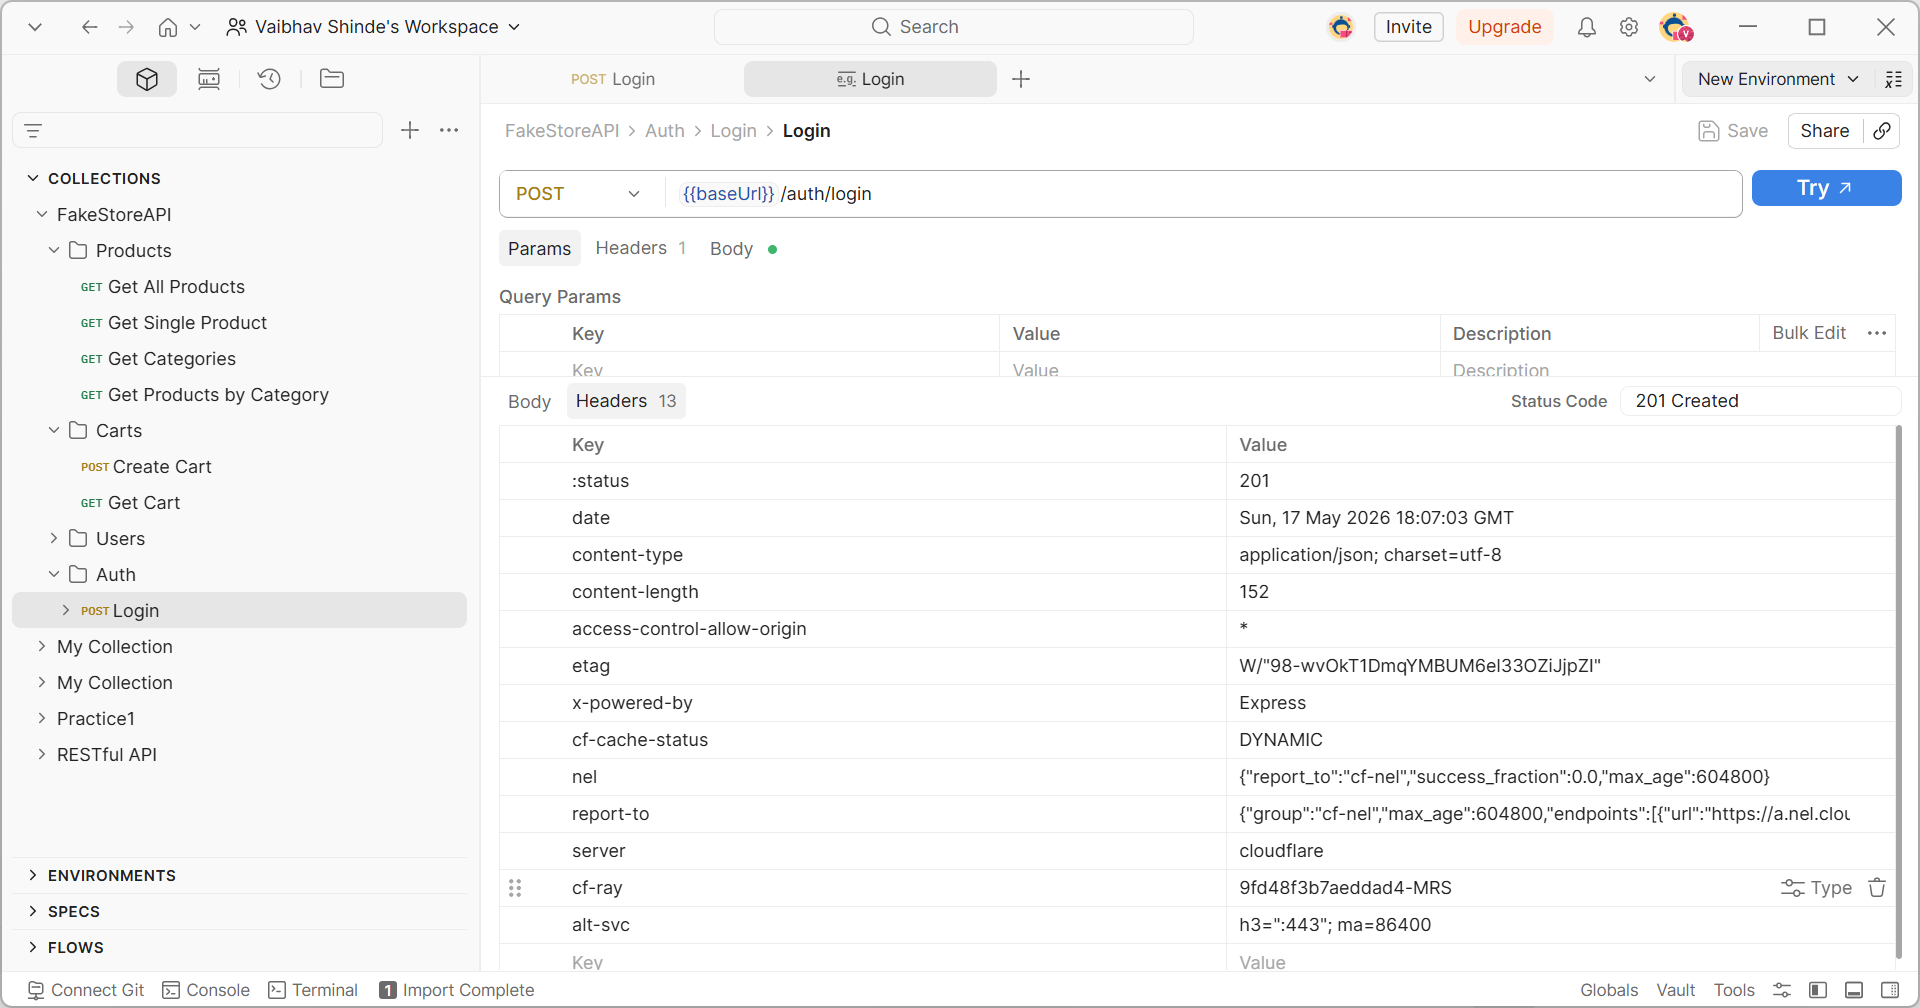 Vaibhav Shinde's Workspace
Search
Invite
Upgrade
V
POST Login
e.g. Login
New Environment
FakeStoreAPI > Auth > Login > Login
Save
Share
COLLECTIONS
FakeStoreAPI
Products
GET Get All Products
GET Get Single Product
GET Get Categories
GET Get Products by Category
Carts
POST Create Cart
GET Get Cart
Users
Auth
POST Login
My Collection
My Collection
Practice1
RESTful API
ENVIRONMENTS
SPECS
FLOWS
POST {{baseUrl}} /auth/login
Try
Params Headers 1 Body
Query Params
Key Value Description Bulk Edit
Key Value Description
Body Headers 13 Status Code 201 Created
Key Value
:status 201
date Sun, 17 May 2026 18:07:03 GMT
content-type application/json; charset=utf-8
content-length 152
access-control-allow-origin *
etag W/"98-wvOkT1DmqYMBUM6el33OZiJjpZI"
x-powered-by Express
cf-cache-status DYNAMIC
nel {"report_to":"cf-nel","success_fraction":0.0,"max_age":604800}
report-to {"group":"cf-nel","max_age":604800,"endpoints":[{"url":"https://a.nel.clou
server cloudflare
cf-ray 9fd48f3b7aeddad4-MRS Type
alt-svc h3=":443"; ma=86400
Key Value
Connect Git Console Terminal 1 Import Complete
Globals Vault Tools